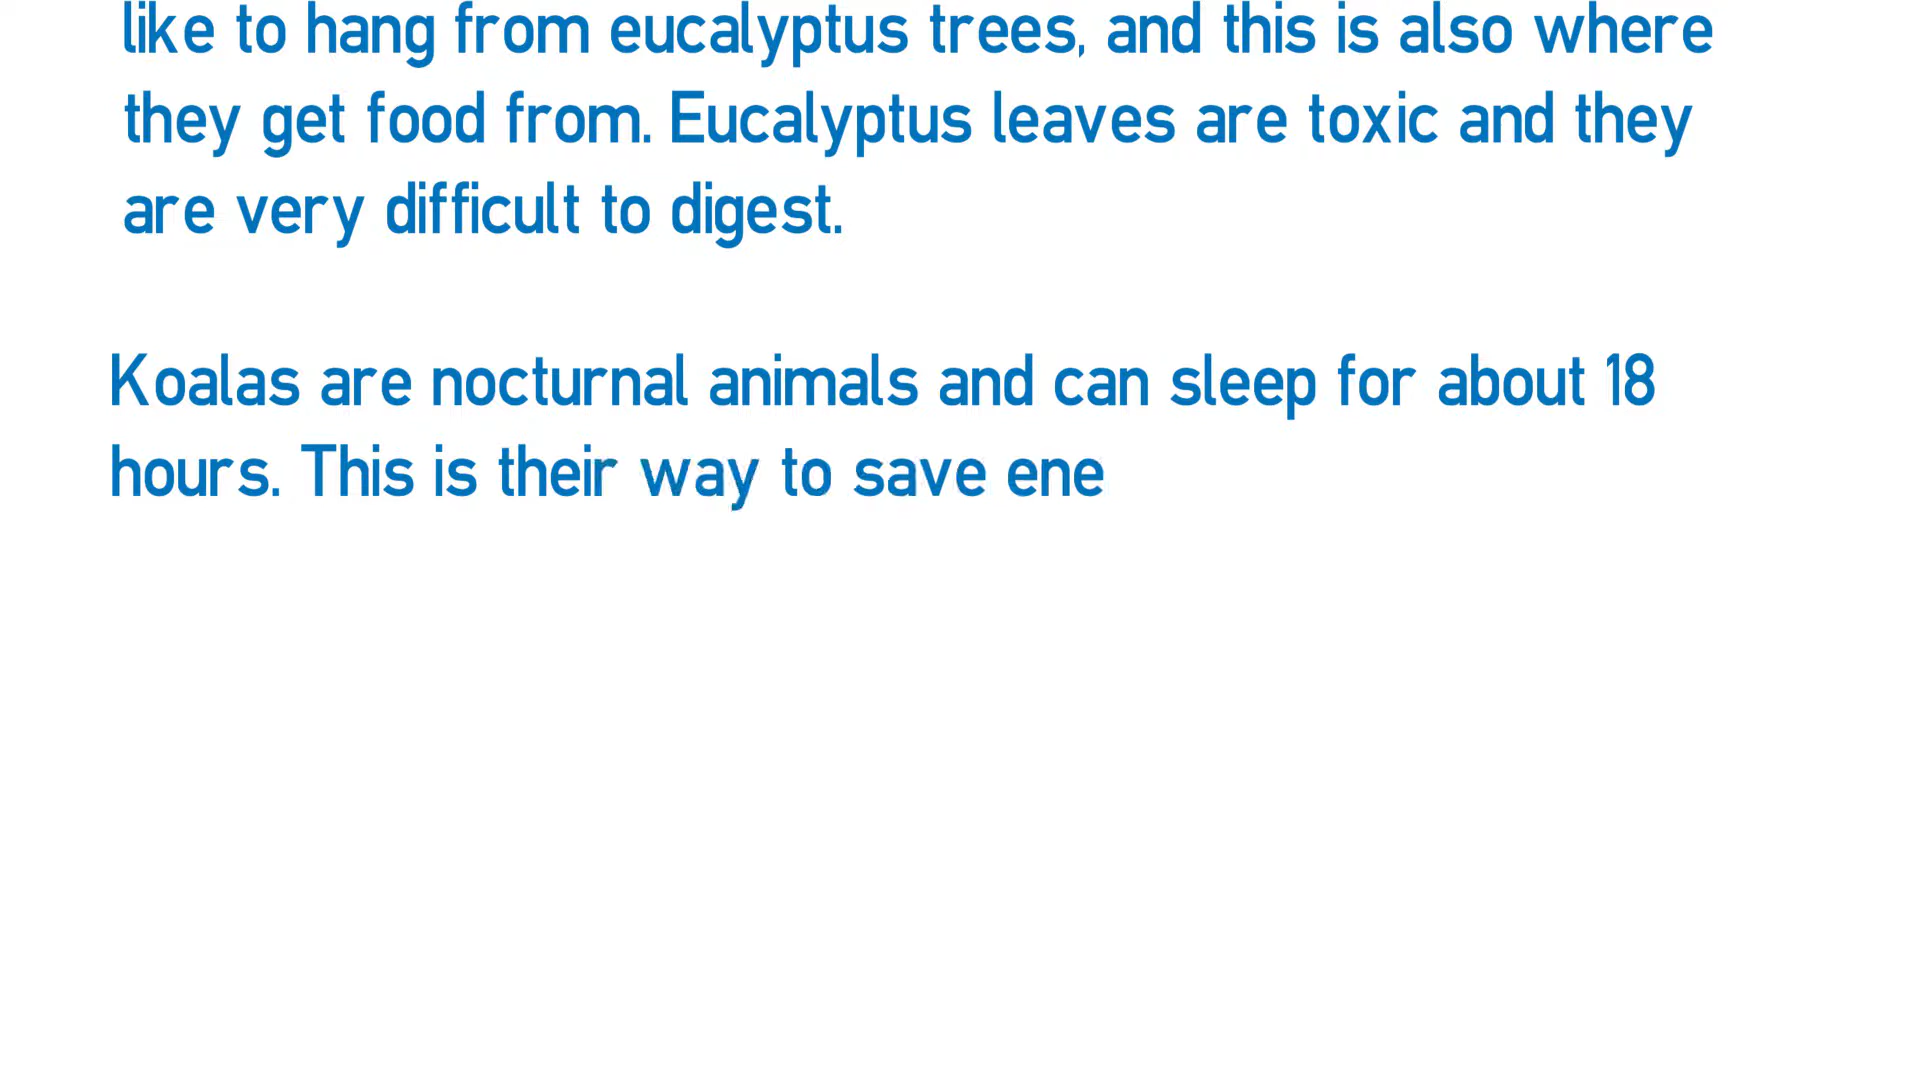 like to hang from eucalyptus trees, and this is also where
they get food from. Eucalyptus leaves are toxic and they
are very difficult to digest.
Koalas are nocturnal animals and can sleep for about 18
hours. This is their way to save ene